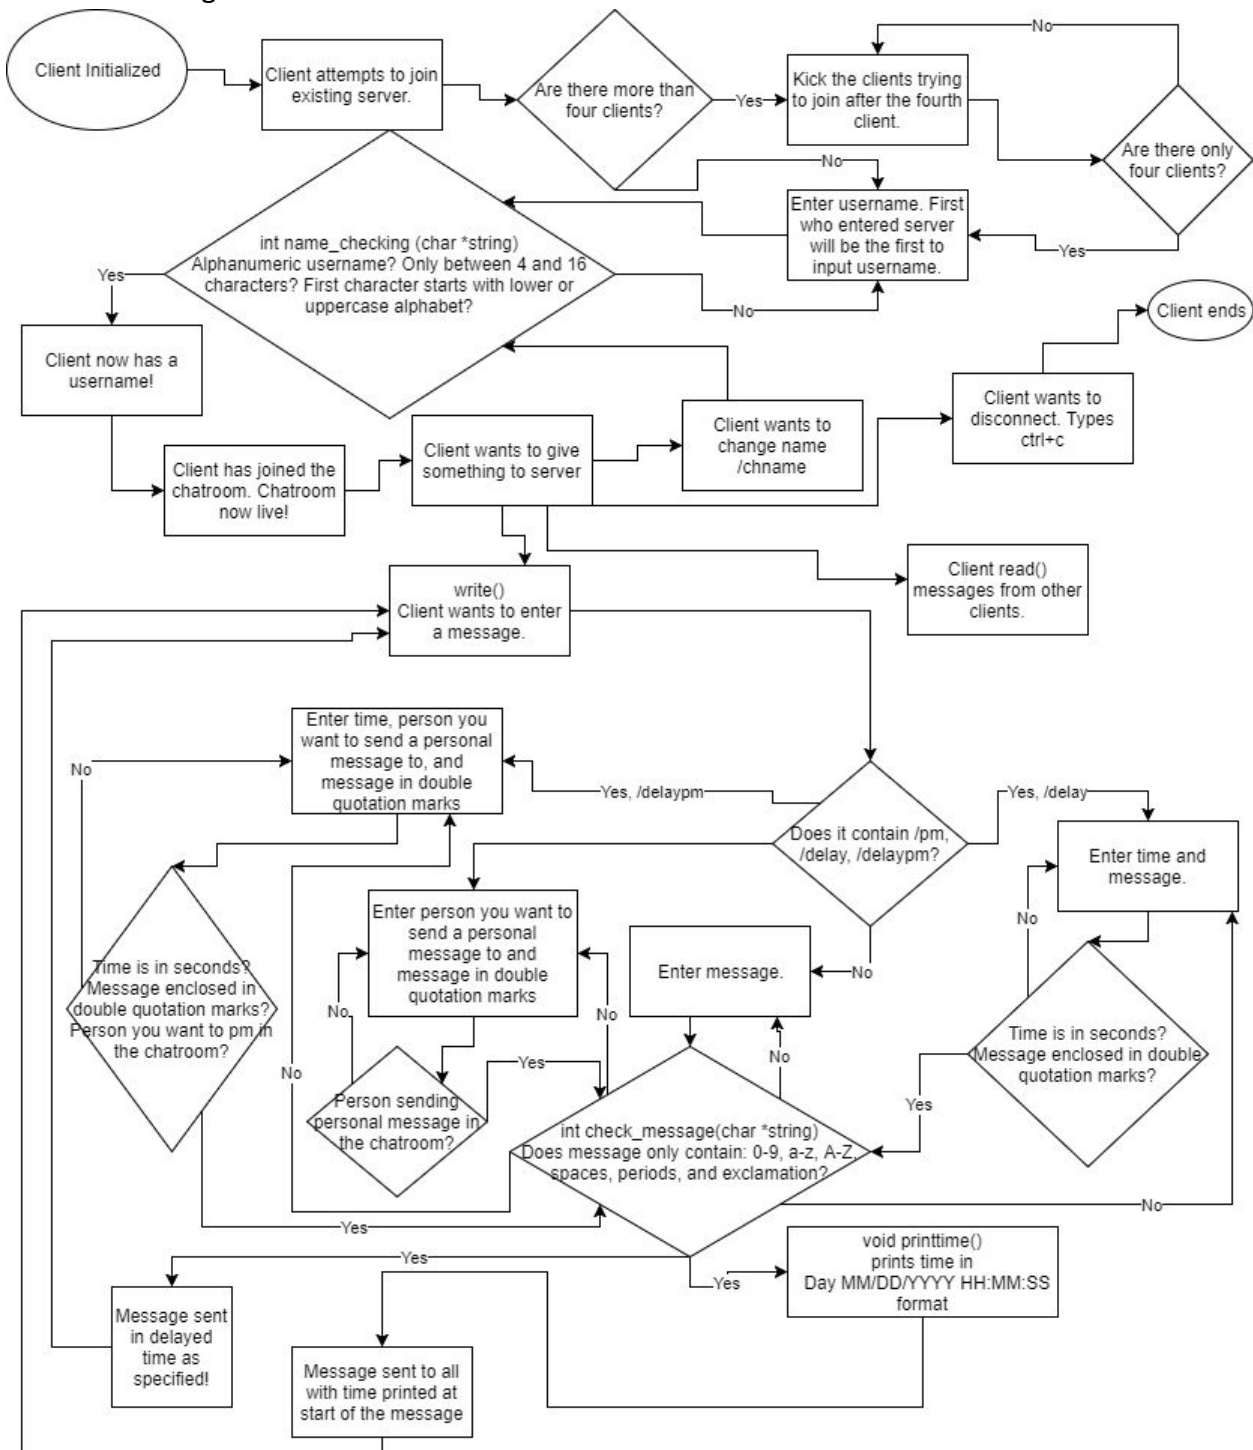 Client Initialized
Client attempts to join
existing server.
Are there more than
four clients?
Yes
Kick the clients trying
to join after the fourth
client.
No
Are there only
four clients?
No
Enter username. First
who entered server
will be the first to
input username.
Yes
int name_checking (char *string)
Alphanumeric username? Only between 4 and 16
characters? First character starts with lower or
uppercase alphabet?
Yes
No
Client ends
Client now has a
username!
Client wants to
disconnect. Types
ctrl+c
Client wants to
change name
/chname
Client wants to give
something to server
Client has joined the
chatroom. Chatroom
now live!
Client read()
messages from other
clients.
write()
Client wants to enter
a message.
Enter time, person you
want to send a personal
message to, and
message in double
quotation marks
No
Yes, /delaypm
Yes, /delay
Does it contain /pm,
/delay, /delaypm?
Enter time and
message.
Enter person you want to
send a personal
message to and
message in double
quotation marks
No
Enter message.
No
Time is in seconds?
Message enclosed in
double quotation marks?
Person you want to pm in
the chatroom?
No
No
No
No
Time is in seconds?
Message enclosed in double
quotation marks?
Yes
Person sending
personal message in
the chatroom?
Yes
int check_message(char *string)
Does message only contain: 0-9, a-z, A-Z,
spaces, periods, and exclamation?
No
Yes
Yes
Yes
void printtime()
prints time in
Day MM/DD/YYYY HH:MM:SS
format
Message sent
in delayed
time as
specified!
Message sent to all
with time printed at
start of the message